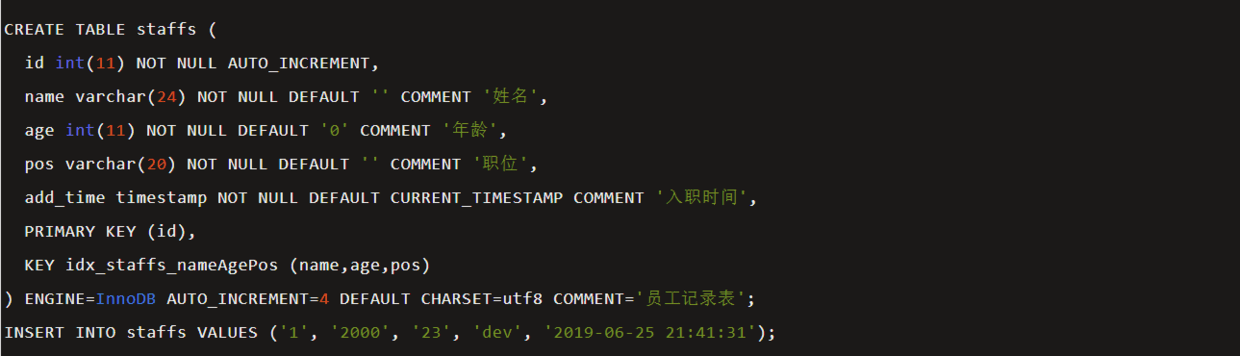 CREATE TABLE staffs (
  id int(11) NOT NULL AUTO_INCREMENT,
  name varchar(24) NOT NULL DEFAULT '' COMMENT '姓名',
  age int(11) NOT NULL DEFAULT '0' COMMENT '年龄',
  pos varchar(20) NOT NULL DEFAULT '' COMMENT '职位',
  add_time timestamp NOT NULL DEFAULT CURRENT_TIMESTAMP COMMENT '入职时间',
  PRIMARY KEY (id),
  KEY idx_staffs_nameAgePos (name,age,pos)
) ENGINE=InnoDB AUTO_INCREMENT=4 DEFAULT CHARSET=utf8 COMMENT='员工记录表';
INSERT INTO staffs VALUES ('1', '2000', '23', 'dev', '2019-06-25 21:41:31');